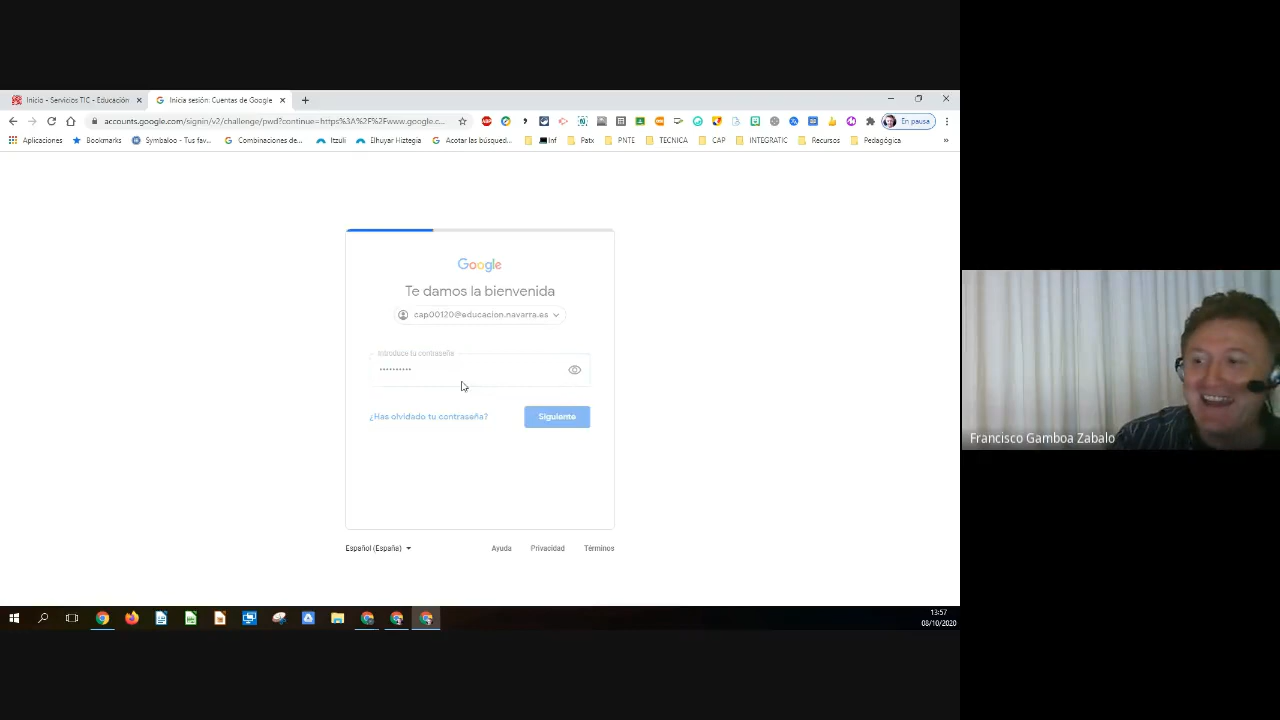 Inicio - Servicios TIC - Educación
Inicia sesión: Cuentas de Google
accounts.google.com/signin/v2/challenge/pwd?continue=https%3A%2F%2Fwww.google.c...
En pausa
Aplicaciones Bookmarks Symbaloo - Tus fav... Combinaciones de... Itzuli Elhuyar Hiztegia Acotar las búsqued... Inf Patx PNTE TECNICA CAP INTEGRATIC Recursos Pedagógica »
Google
Te damos la bienvenida
cap00120@educacion.navarra.es
Introduce tu contraseña
••••••••••
¿Has olvidado tu contraseña? Siguiente
Francisco Gamboa Zabalo
Español (España) Ayuda Privacidad Términos
13:57
08/10/2020